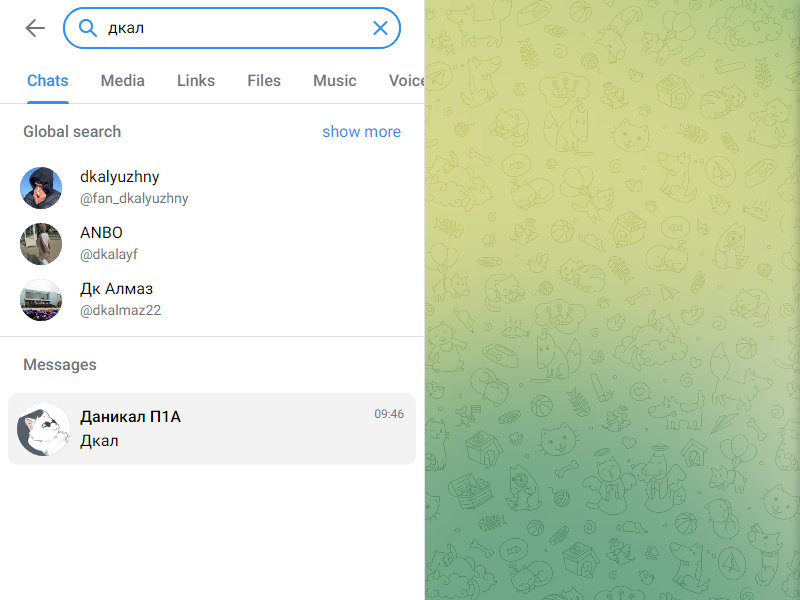 дкал
Chats Media Links Files Music Voice
Global search show more
dkalyuzhny
@fan_dkalyuzhny
ANBO
@dkalayf
Дк Алмаз
@dkalmaz22
Messages
Даникал П1А 09:46
Дкал